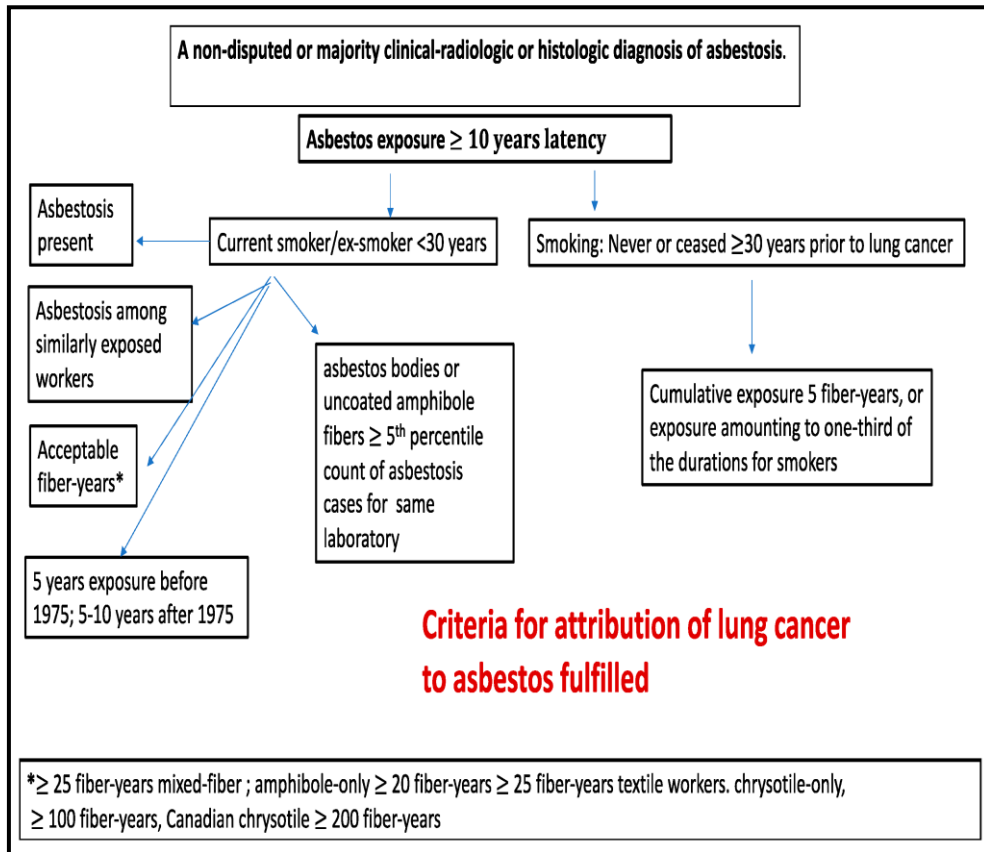 A non-disputed or majority clinical-radiologic or histologic diagnosis of asbestosis.
Asbestos exposure ≥ 10 years latency
Asbestosis
present
Current smoker/ex-smoker <30 years
Smoking: Never or ceased ≥30 years prior to lung cancer
Asbestosis among
similarly exposed
workers
asbestos bodies or
uncoated amphibole
fibers ≥ 5th percentile
count of asbestosis
cases for same
laboratory
Cumulative exposure 5 fiber-years, or
exposure amounting to one-third of
the durations for smokers
Acceptable
fiber-years*
5 years exposure before
1975; 5-10 years after 1975
Criteria for attribution of lung cancer
to asbestos fulfilled
*≥ 25 fiber-years mixed-fiber ; amphibole-only ≥ 20 fiber-years ≥ 25 fiber-years textile workers. chrysotile-only,
≥ 100 fiber-years, Canadian chrysotile ≥ 200 fiber-years